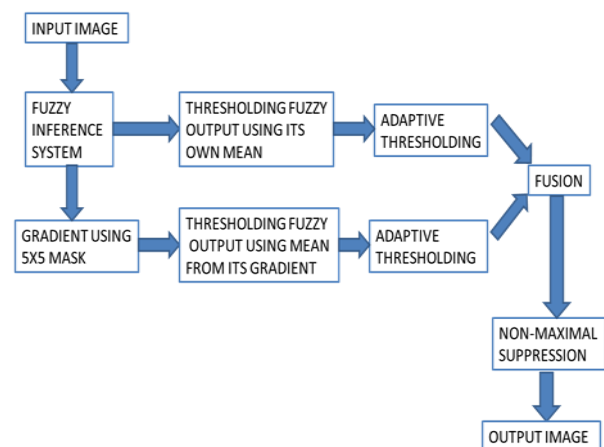 INPUT IMAGE
FUZZY
INFERENCE
SYSTEM
THRESHOLDING FUZZY
OUTPUT USING ITS
OWN MEAN
ADAPTIVE
THRESHOLDING
FUSION
GRADIENT USING
5X5 MASK
THRESHOLDING FUZZY
OUTPUT USING MEAN
FROM ITS GRADIENT
ADAPTIVE
THRESHOLDING
NON-MAXIMAL
SUPPRESSION
OUTPUT IMAGE